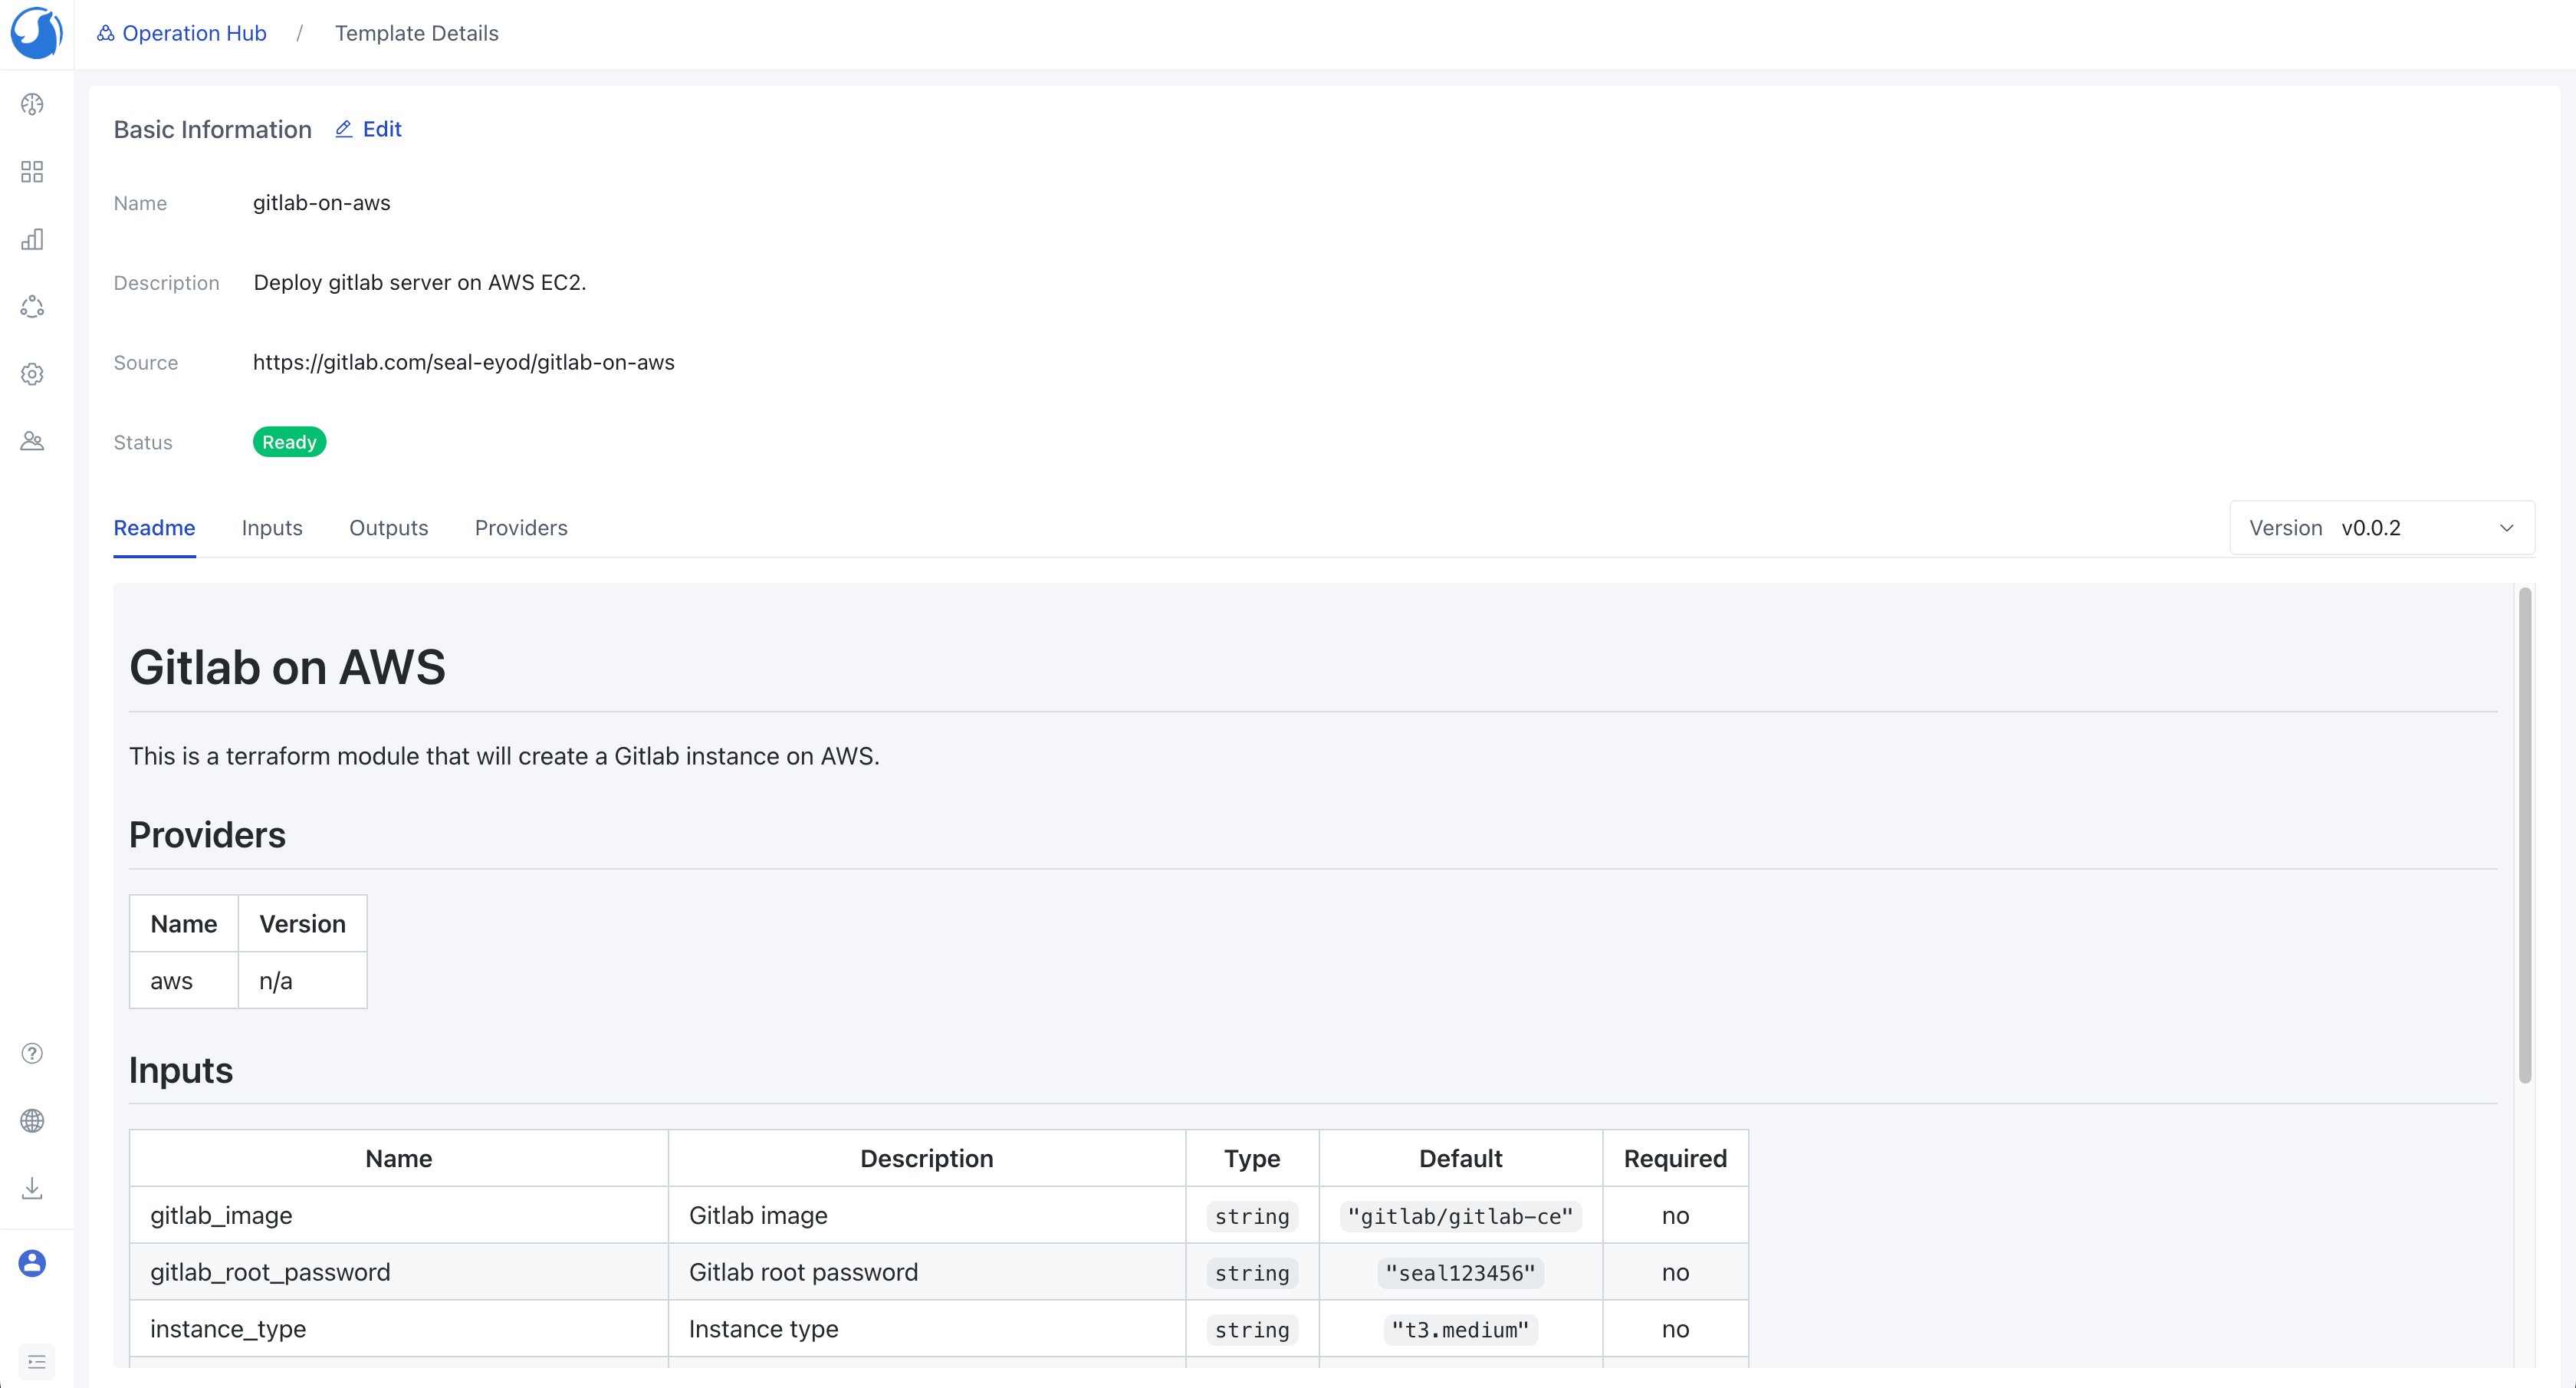 Operation Hub / Template Details
Basic Information Edit
Name gitlab-on-aws
Description Deploy gitlab server on AWS EC2.
Source https://gitlab.com/seal-eyod/gitlab-on-aws
Status Ready
Readme Inputs Outputs Providers Version v0.0.2
Gitlab on AWS
This is a terraform module that will create a Gitlab instance on AWS.
Providers
Name Version
aws n/a
Inputs
Name Description Type Default Required
gitlab_image Gitlab image string "gitlab/gitlab-ce" no
gitlab_root_password Gitlab root password string "seal123456" no
instance_type Instance type string "t3.medium" no